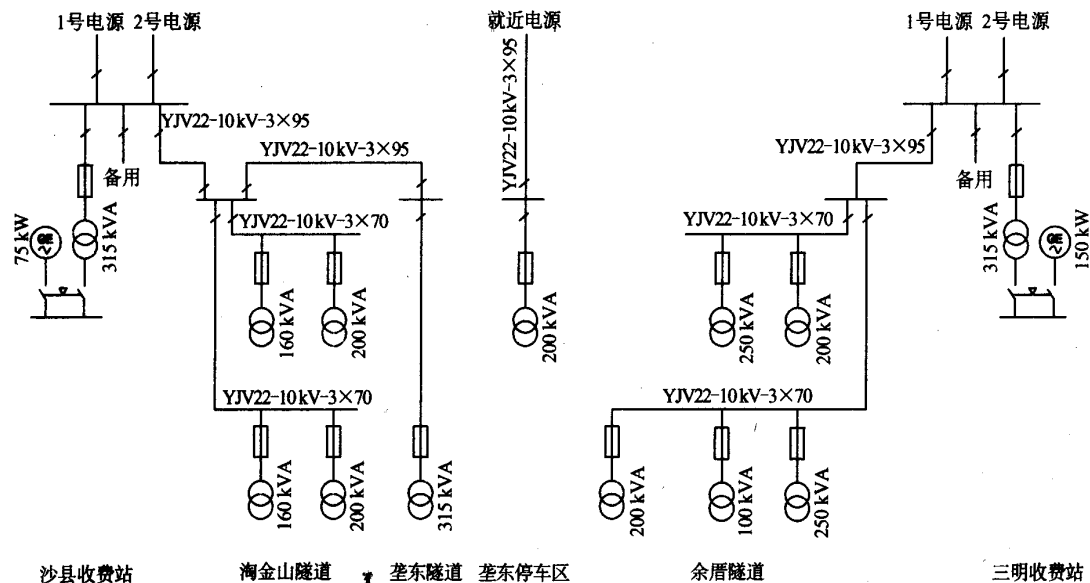 1号电源 2号电源
就近电源
1号电源 2号电源
YJV22-10kV-3×95
YJV22-10kV-3×95
YJV22-10kV-3×95
YJV22-10kV-3×95
备用
备用
75 kW
315 kVA
YJV22-10kV-3×70
YJV22-10kV-3×70
315 kVA
150 kW
160 kVA
200 kVA
200 kVA
250 kVA
200 kVA
YJV22-10kV-3×70
YJV22-10kV-3×70
160 kVA
200 kVA
315 kVA
200 kVA
100 kVA
250 kVA
沙县收费站 淘金山隧道 垄东隧道 垄东停车区 余厝隧道 三明收费站